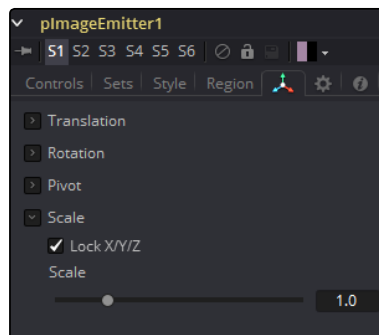 pImageEmitter1
S1 S2 S3 S4 S5 S6
Controls Sets Style Region
Translation
Rotation
Pivot
Scale
Lock X/Y/Z
Scale
1.0